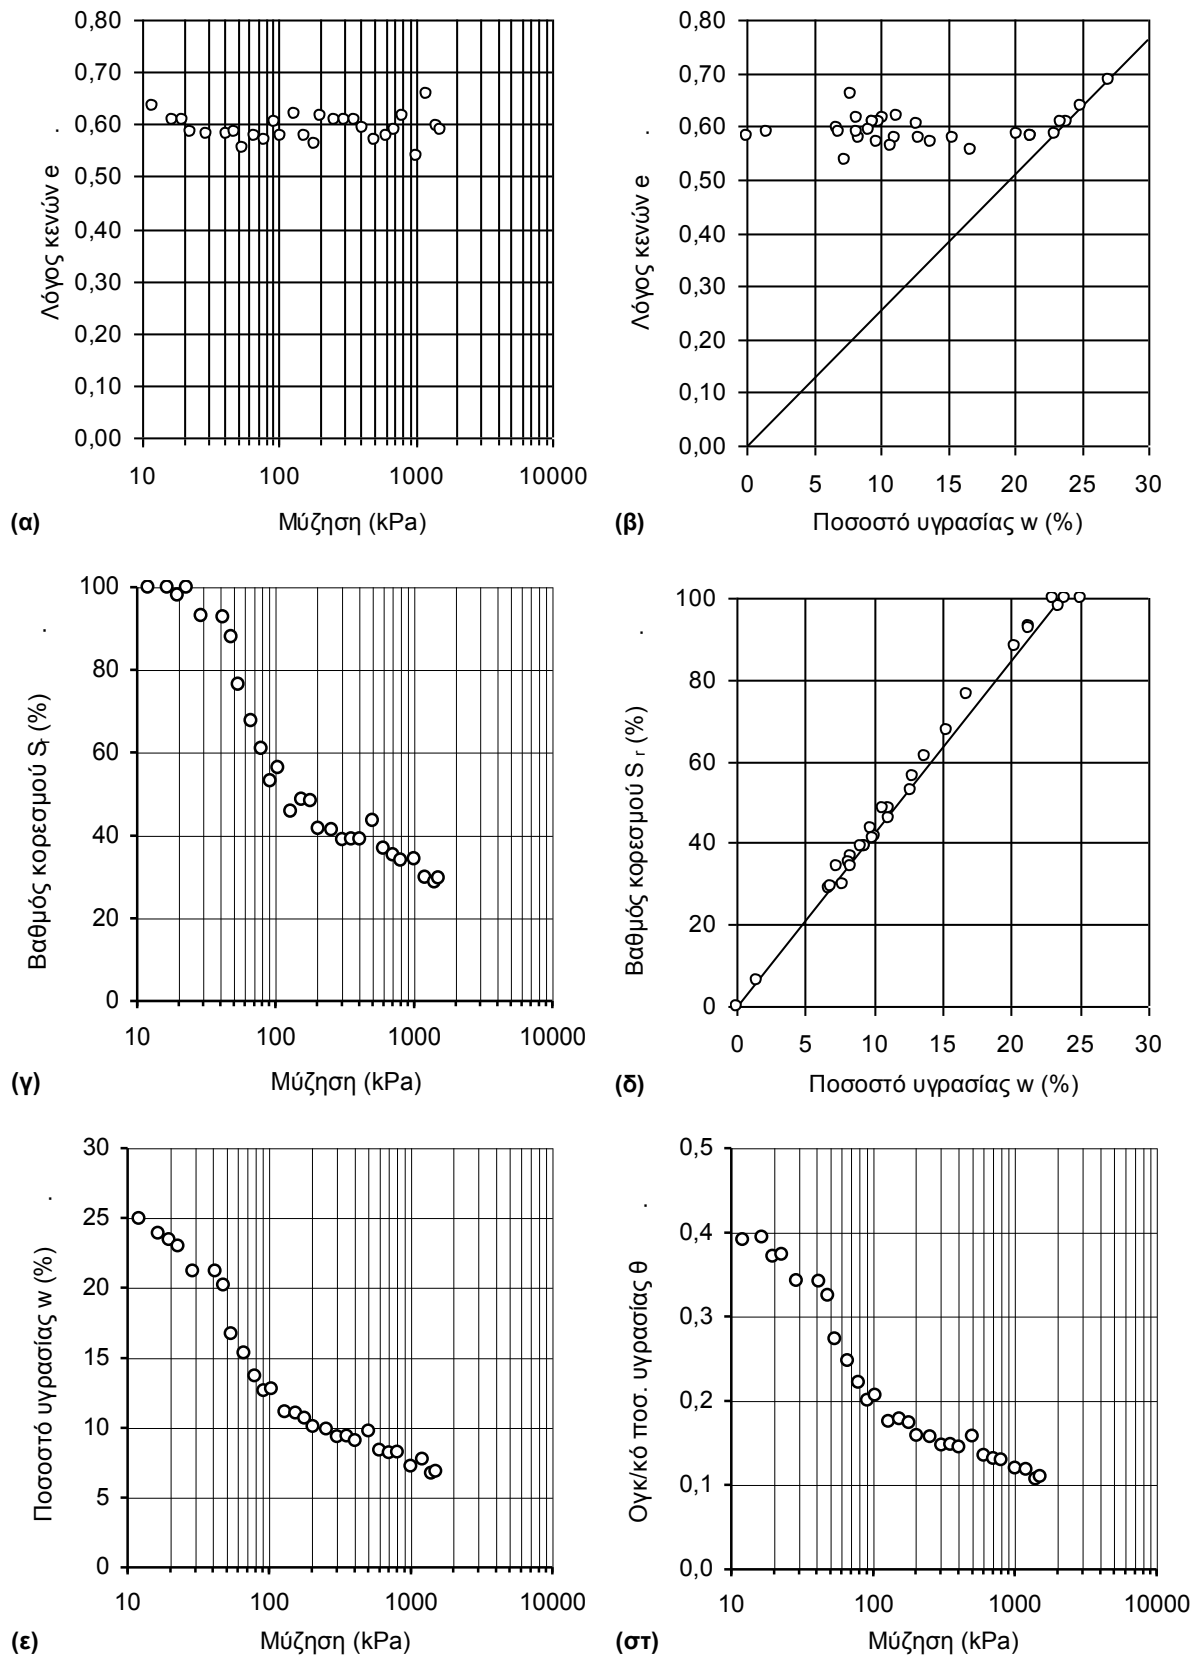 0,80
0,70
0,60
0,50
0,40
0,30
0,20
0,10
0,00
Λόγος κενών e
10 100 1000 10000
(α) Μύζηση (kPa)
0,80
0,70
0,60
0,50
0,40
0,30
0,20
0,10
0,00
Λόγος κενών e
0 5 10 15 20 25 30
(β) Ποσοστό υγρασίας w (%)
100
80
60
40
20
0
Βαθμός κορεσμού Sr (%)
10 100 1000 10000
(γ) Μύζηση (kPa)
100
80
60
40
20
0
Βαθμός κορεσμού S r (%)
0 5 10 15 20 25 30
(δ) Ποσοστό υγρασίας w (%)
30
25
20
15
10
5
0
Ποσοστό υγρασίας w (%)
10 100 1000 10000
(ε) Μύζηση (kPa)
0,5
0,4
0,3
0,2
0,1
0,0
Ογκ/κό ποσ. υγρασίας θ
10 100 1000 10000
(στ) Μύζηση (kPa)